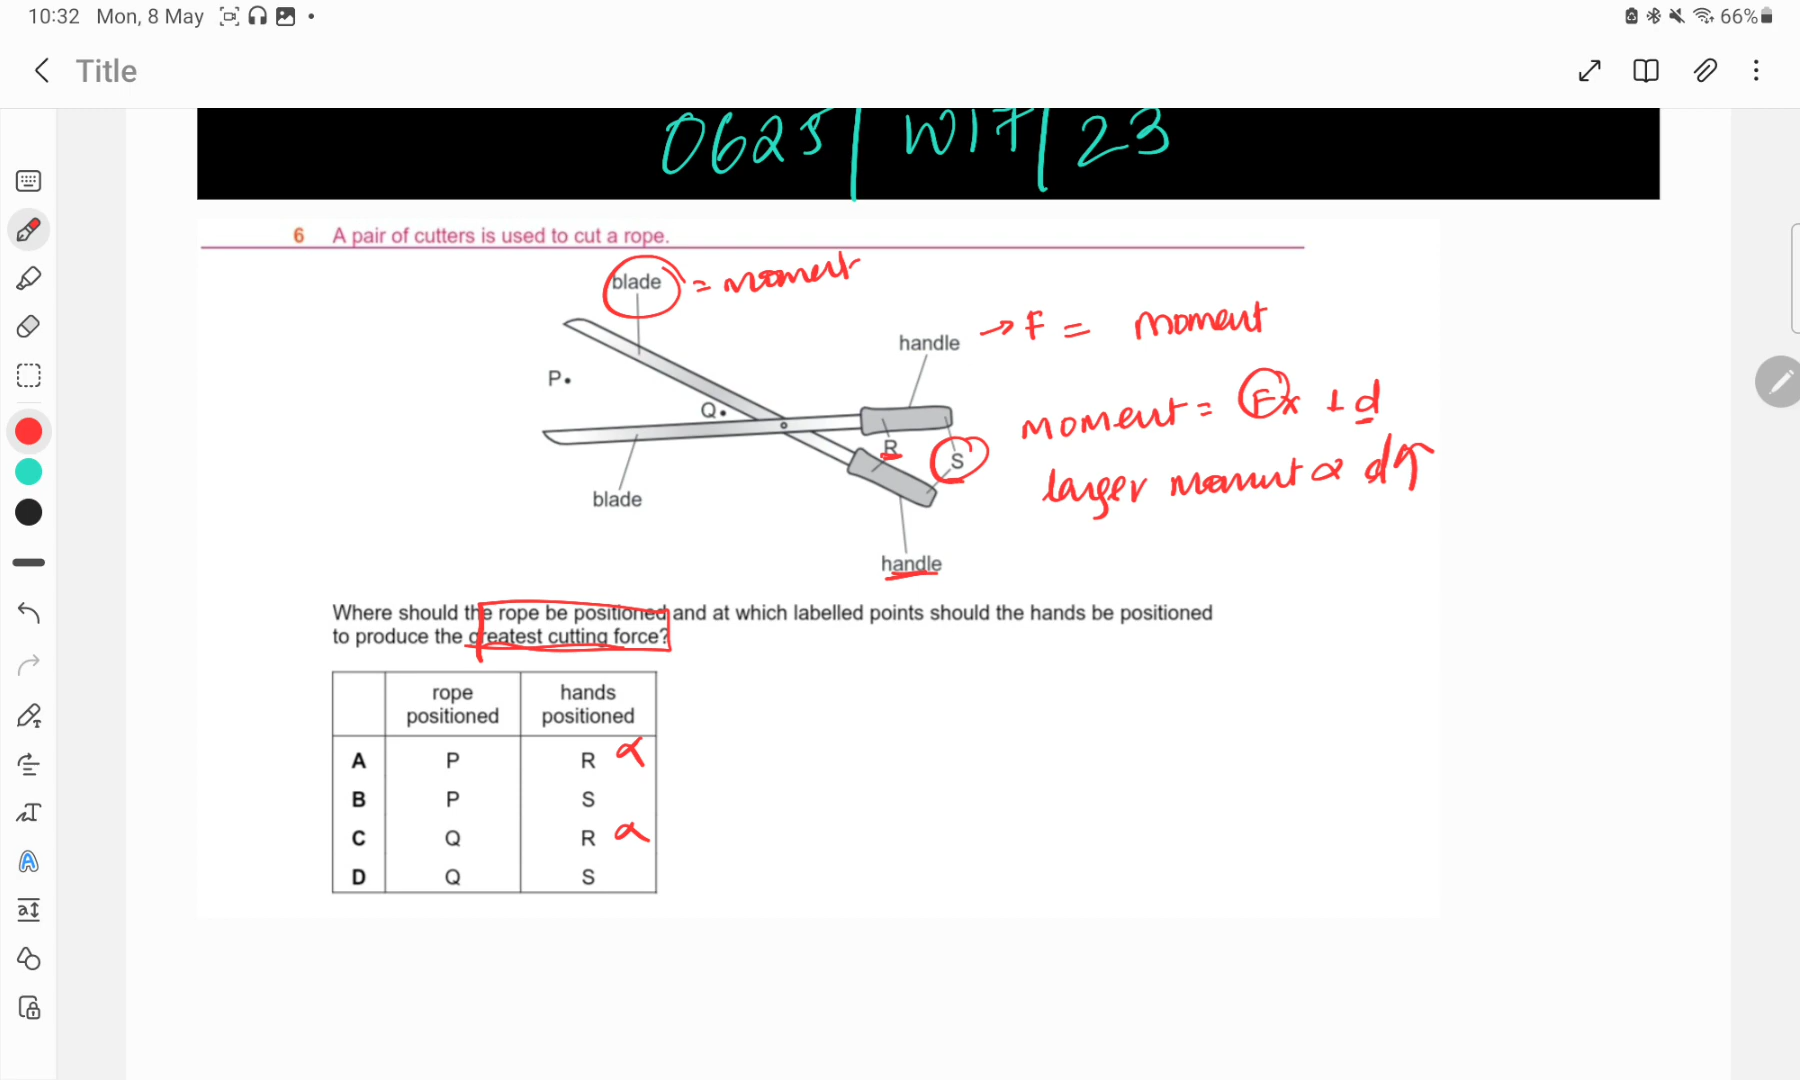 10:32 Mon, 8 May
66%
Title
0625 | W17 | 23
6 A pair of cutters is used to cut a rope.
blade = moment
handle → F = moment
P
Q
moment = F x ⊥ d
R
S
larger moment α d↑
blade
handle
Where should the rope be positioned and at which labelled points should the hands be positioned
to produce the greatest cutting force?
rope positioned hands positioned
A P R
B P S
C Q R
D Q S